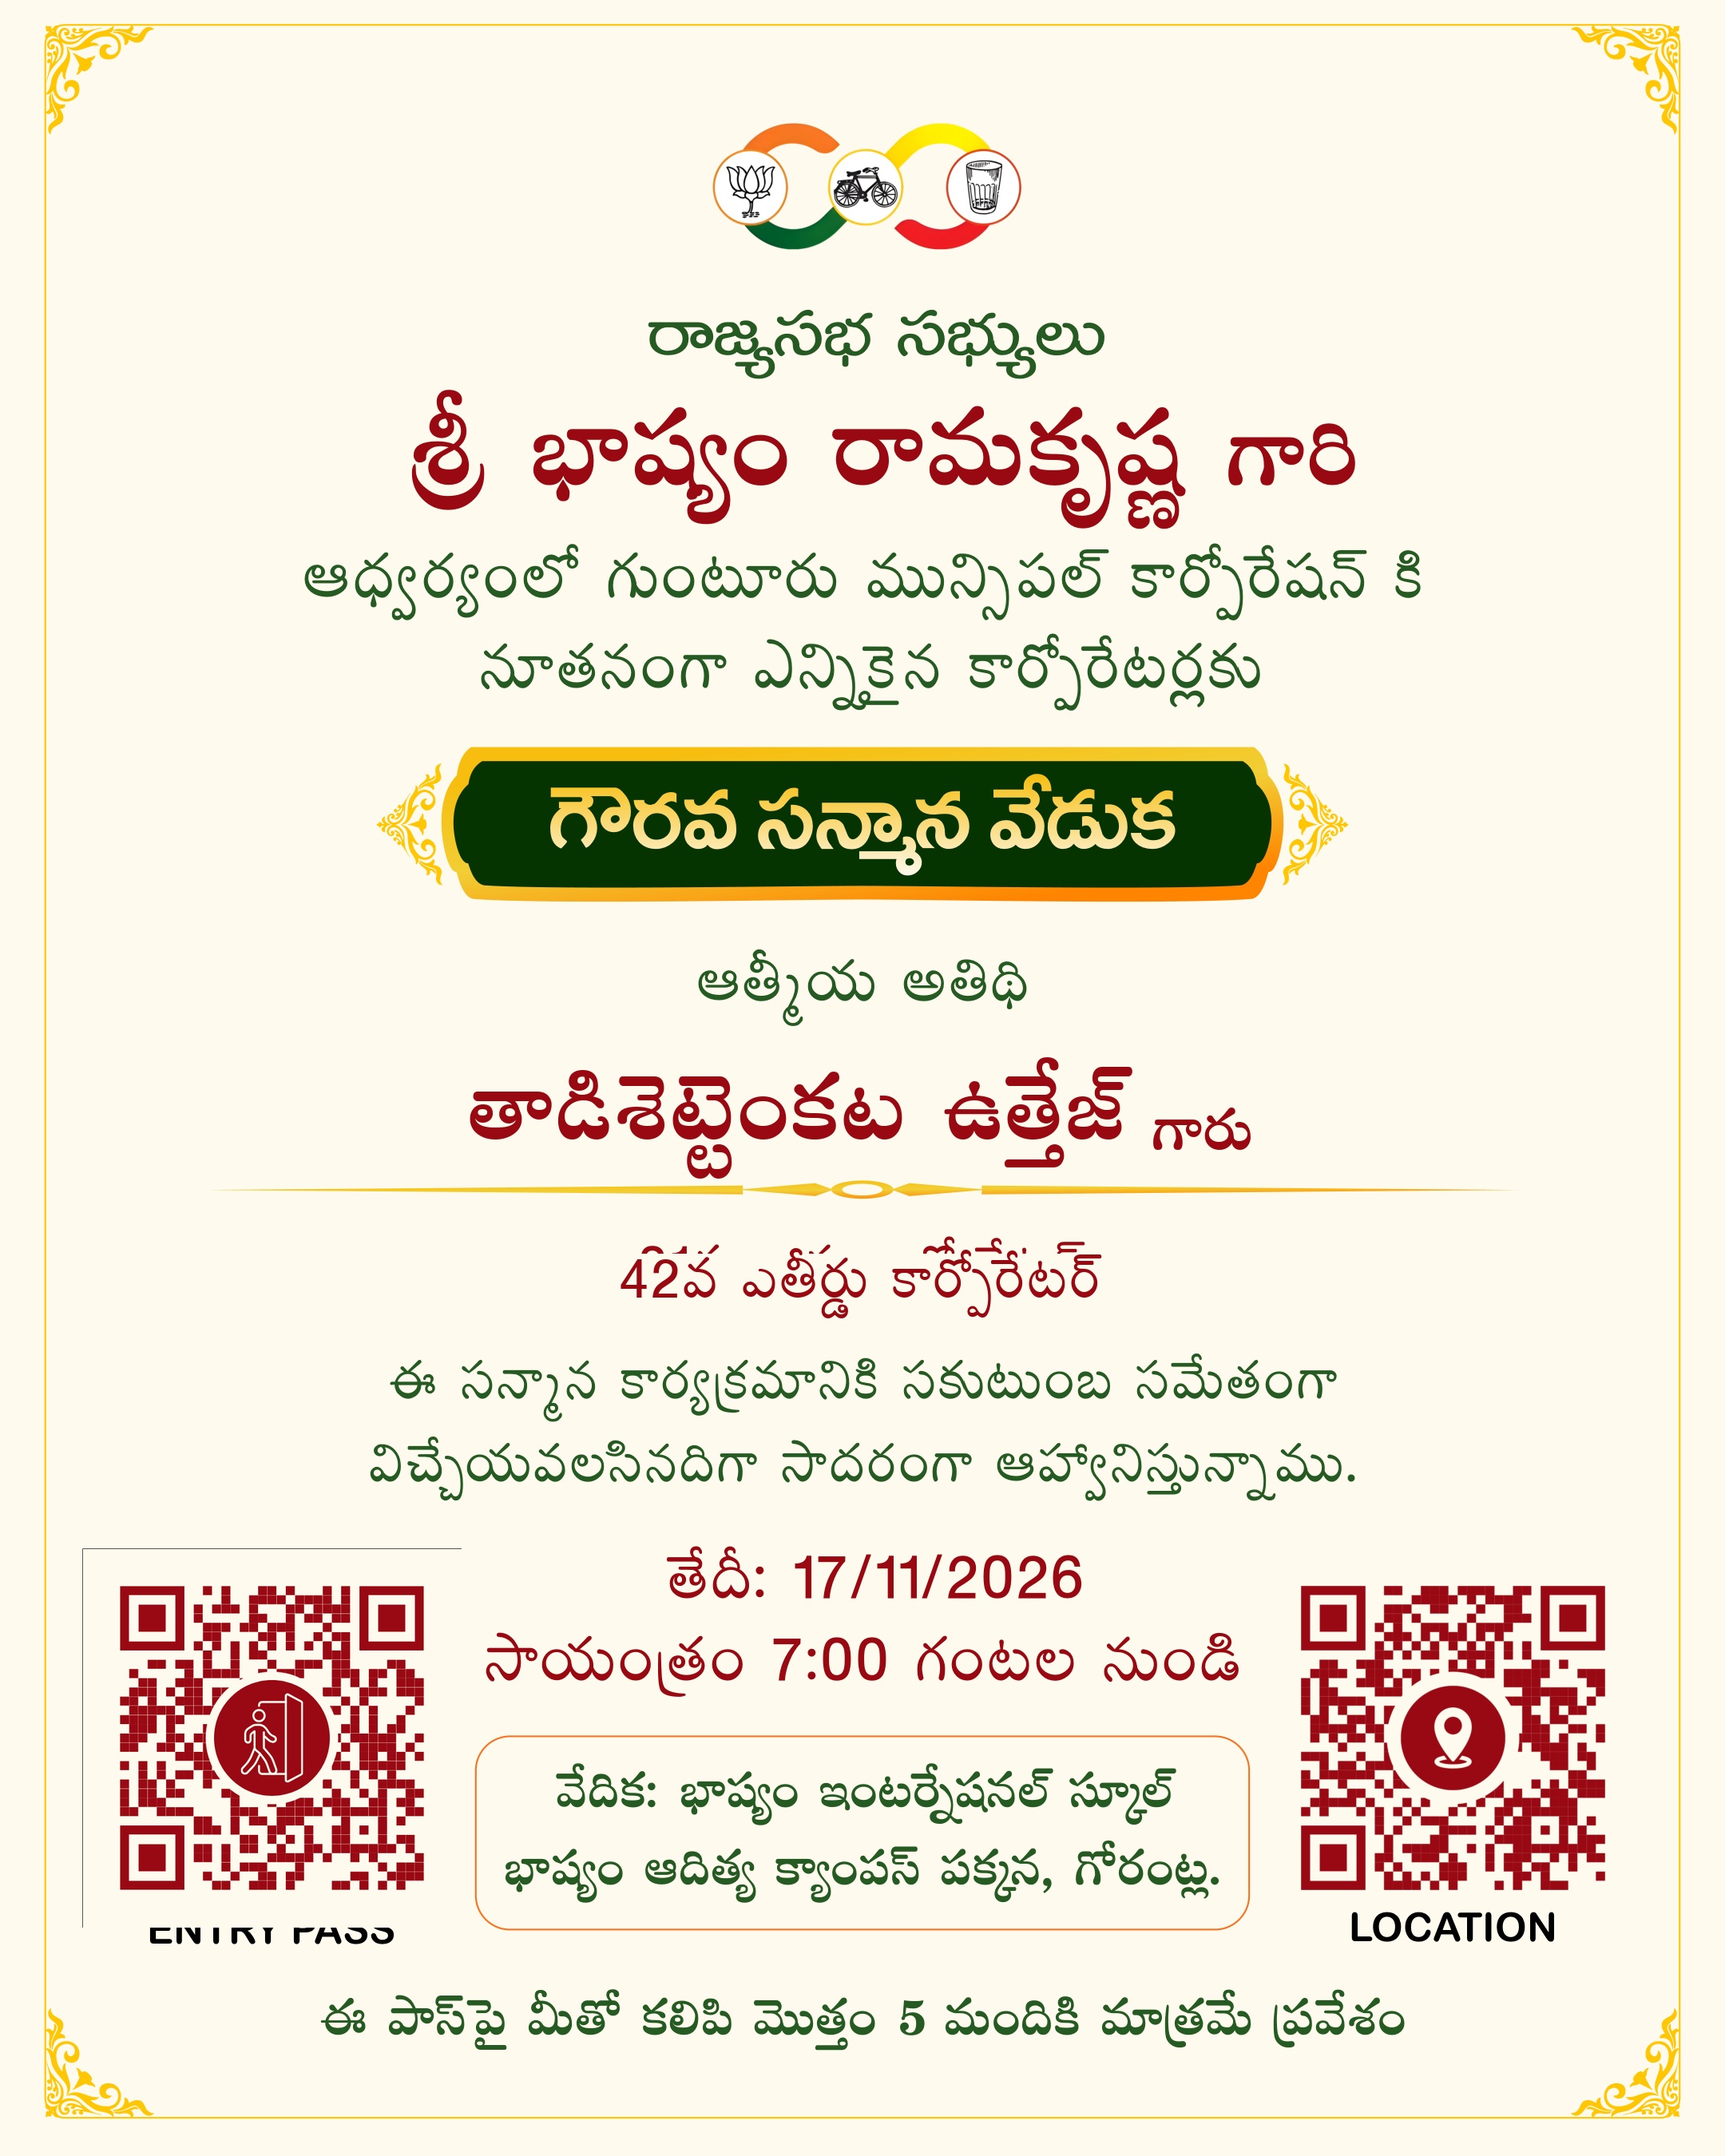 రాజ్యసభ సభ్యులు
శ్రీ భాష్యం రామకృష్ణ గారి
ఆధ్వర్యంలో గుంటూరు మున్సిపల్ కార్పోరేషన్ కి
నూతనంగా ఎన్నికైన కార్పోరేటర్లకు
గౌరవ సన్మాన వేడుక
ఆత్మీయ అతిథి
తాడిశెట్టెంకట ఉత్తేజ్ గారు
42వ ఎతీర్డు కార్పోరేటర్
ఈ సన్మాన కార్యక్రమానికి సకుటుంబ సమేతంగా
విచ్చేయవలసినదిగా సాదరంగా ఆహ్వానిస్తున్నాము.
తేదీ: 17/11/2026
సాయంత్రం 7:00 గంటల నుండి
వేదిక: భాష్యం ఇంటర్నేషనల్ స్కూల్
భాష్యం ఆదిత్య క్యాంపస్ పక్కన, గోరంట్ల.
ENTRY PASS
LOCATION
ఈ పాస్‌పై మీతో కలిపి మొత్తం 5 మందికి మాత్రమే ప్రవేశం